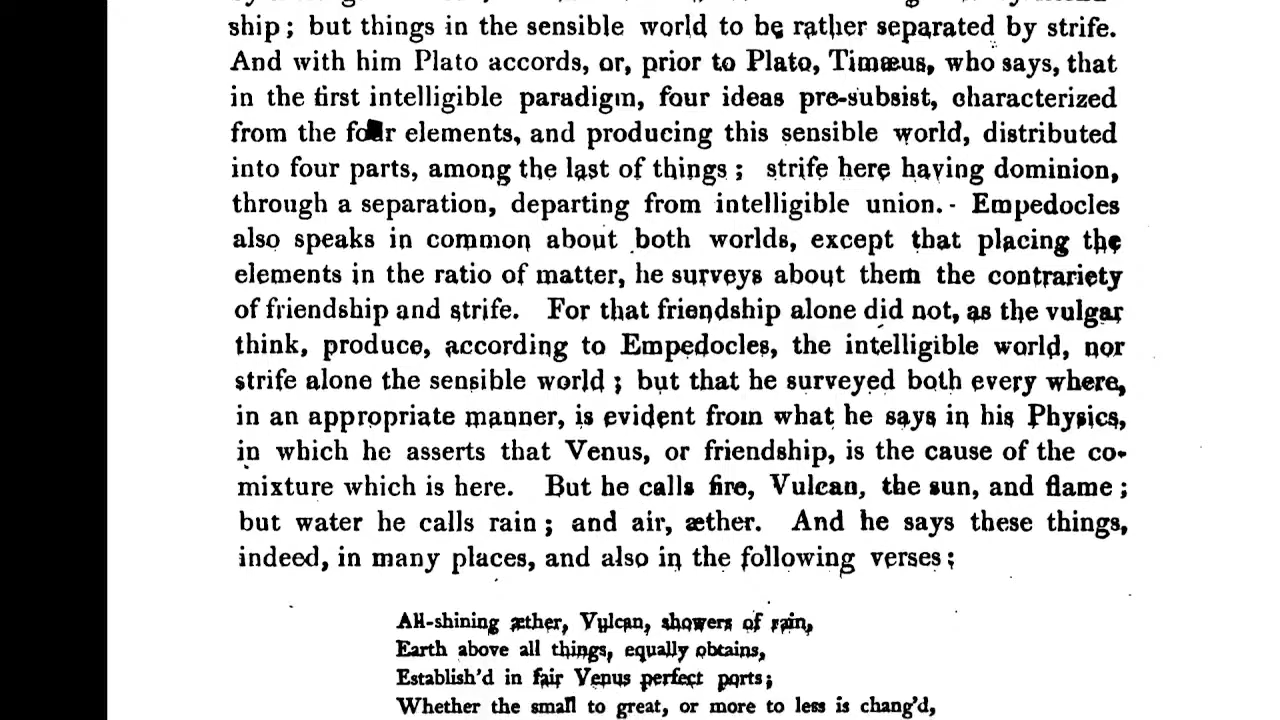 ship; but things in the sensible world to be rather separated by strife.
And with him Plato accords, or, prior to Plato, Timæus, who says, that
in the first intelligible paradigm, four ideas pre-subsist, characterized
from the four elements, and producing this sensible world, distributed
into four parts, among the last of things; strife here having dominion,
through a separation, departing from intelligible union. - Empedocles
also speaks in common about both worlds, except that placing the
elements in the ratio of matter, he surveys about them the contrariety
of friendship and strife. For that friendship alone did not, as the vulgar
think, produce, according to Empedocles, the intelligible world, nor
strife alone the sensible world; but that he surveyed both every where,
in an appropriate manner, is evident from what he says in his Physics,
in which he asserts that Venus, or friendship, is the cause of the co-
mixture which is here. But he calls fire, Vulcan, the sun, and flame;
but water he calls rain; and air, æther. And he says these things,
indeed, in many places, and also in the following verses;
All-shining æther, Vulcan, showers of rain,
Earth above all things, equally obtains,
Establish'd in fair Venus perfect ports;
Whether the small to great, or more to less is chang'd,